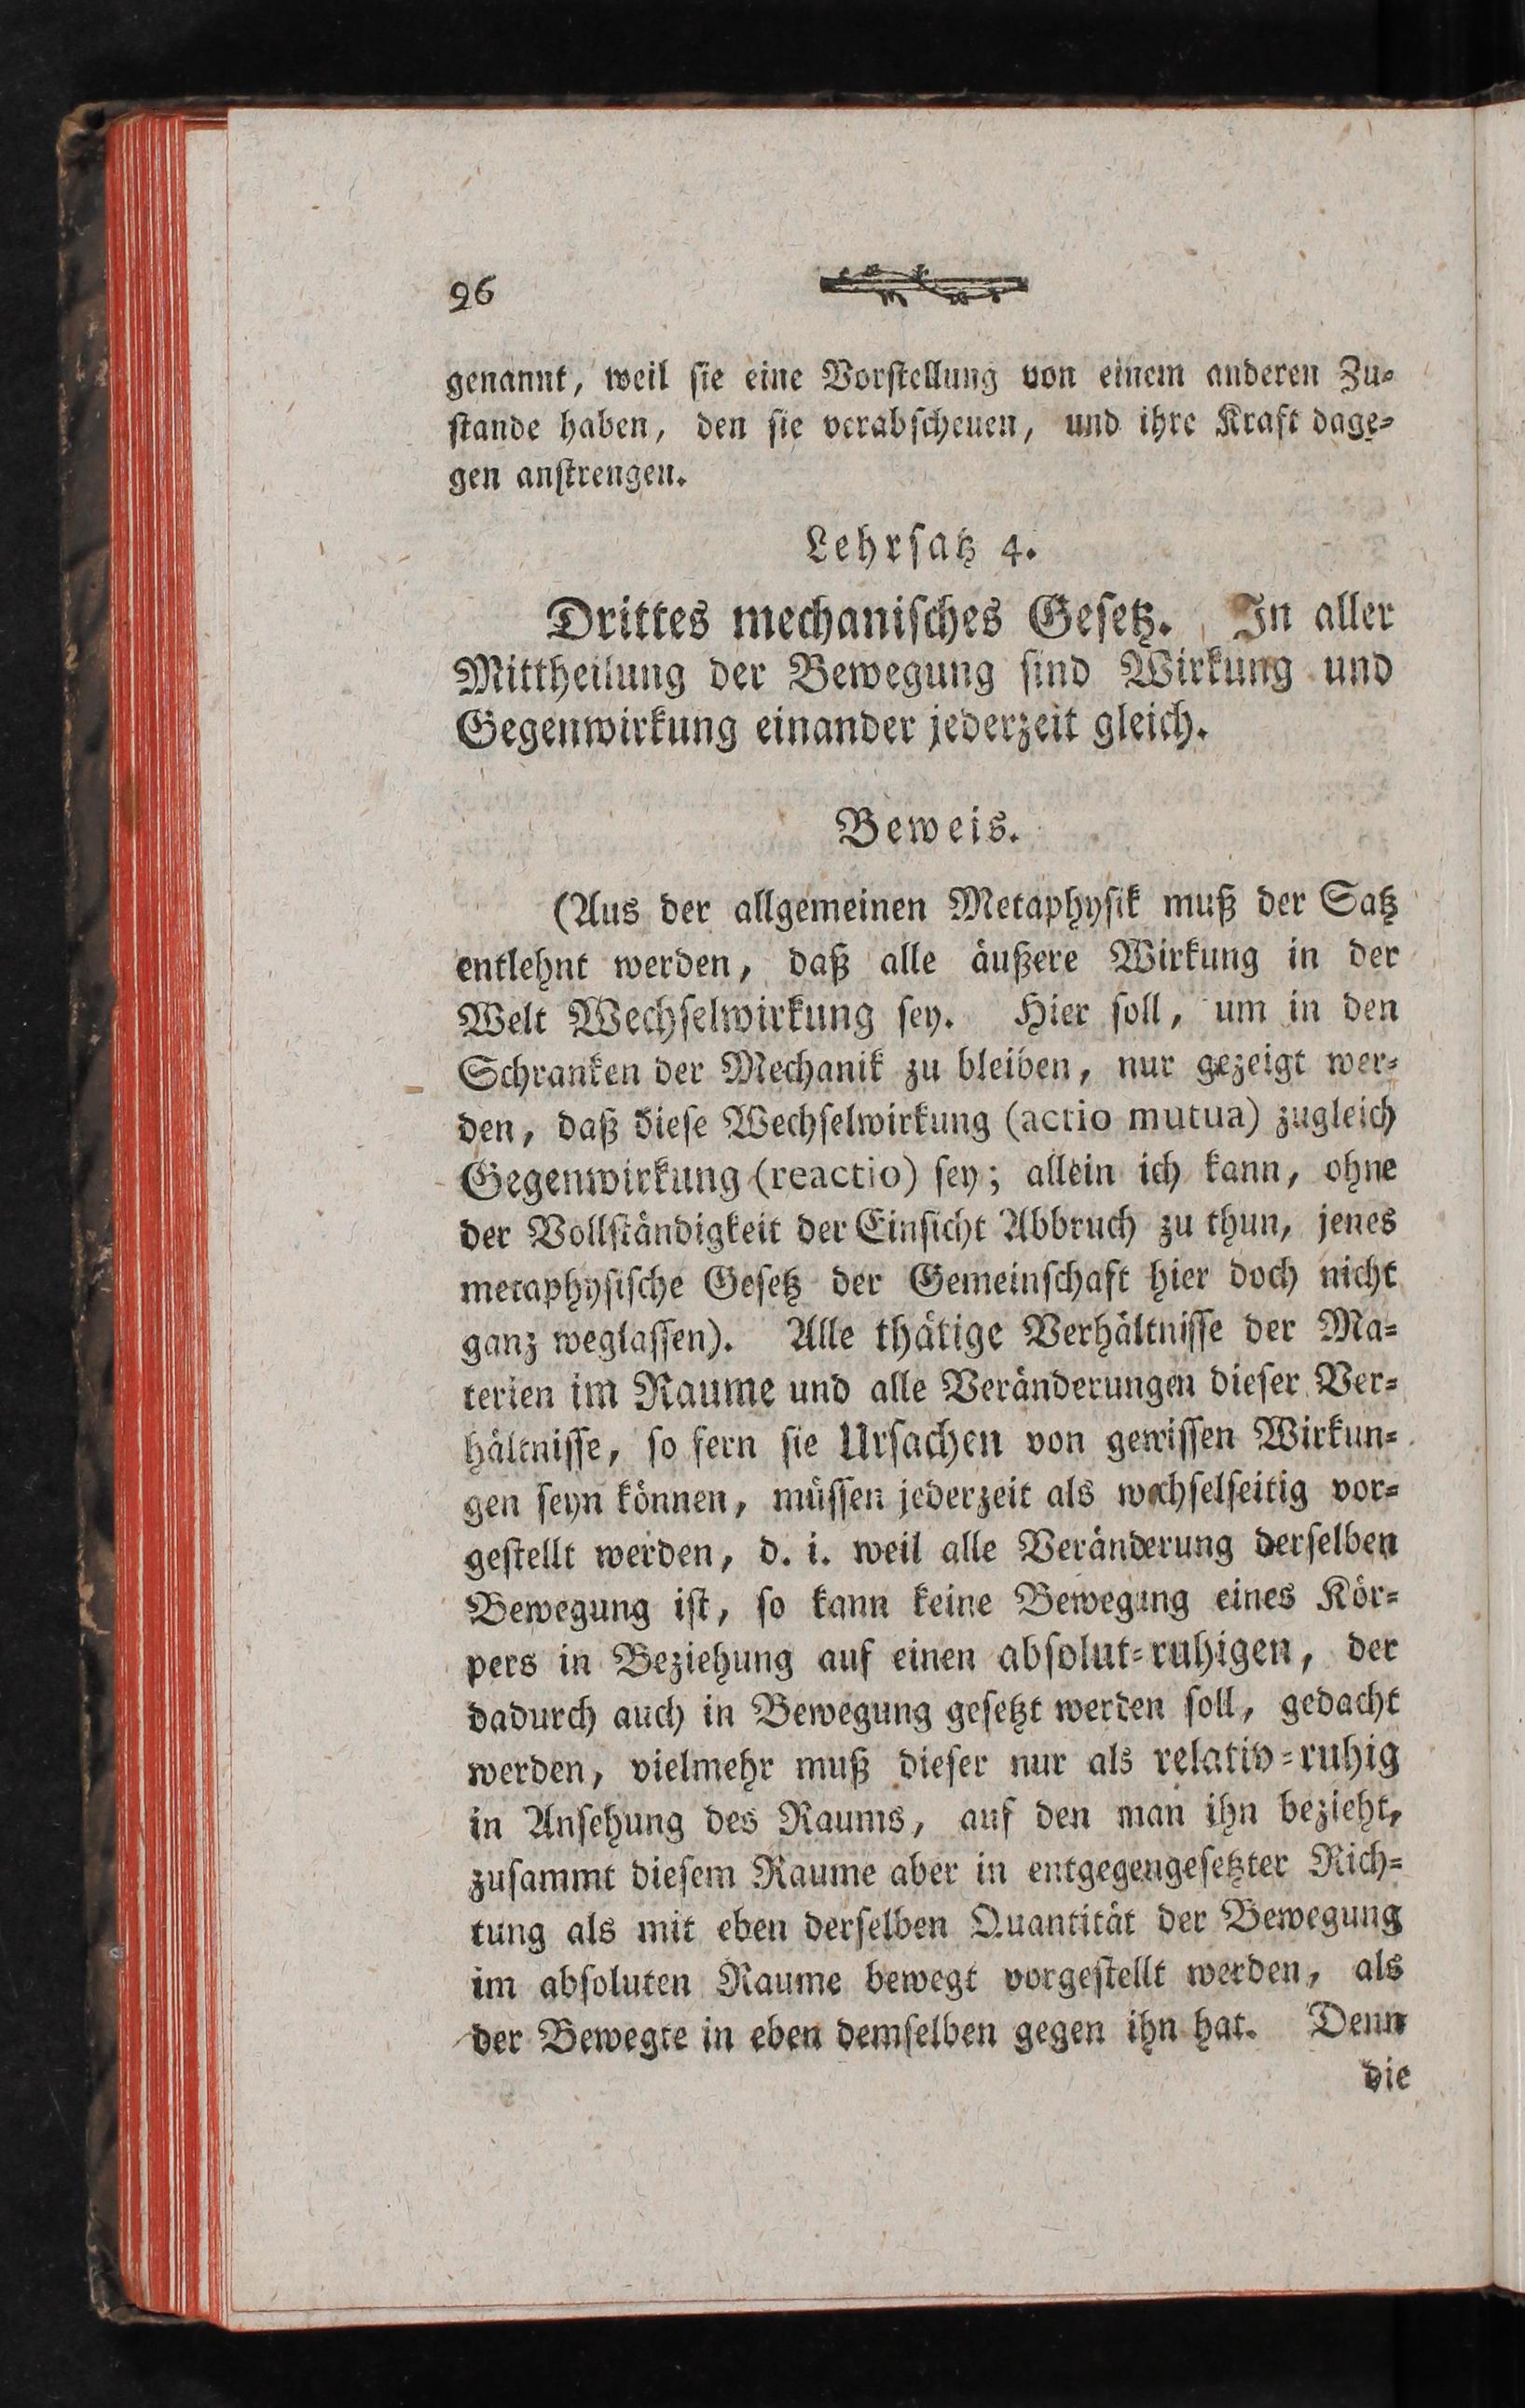 96
genannt, weil sie eine Vorstellung von einem anderen Zu-
stande haben, den sie verabscheuen, und ihre Kraft dage-
gen anstrengen.
Lehrsatz 4.
Drittes mechanisches Gesetz. In aller
Mittheilung der Bewegung sind Wirkung und
Gegenwirkung einander jederzeit gleich.
Beweis.
(Aus der allgemeinen Metaphysik muß der Satz
entlehnt werden, daß alle äußere Wirkung in der
Welt Wechselwirkung sey. Hier soll, um in den
Schranken der Mechanik zu bleiben, nur gezeigt wer-
den, daß diese Wechselwirkung (actio mutua) zugleich
Gegenwirkung (reactio) sey; allein ich kann, ohne
der Vollständigkeit der Einsicht Abbruch zu thun, jenes
metaphysische Gesetz der Gemeinschaft hier doch nicht
ganz weglassen). Alle thätige Verhältnisse der Ma-
terien im Raume und alle Veränderungen dieser Ver-
hältnisse, so fern sie Ursachen von gewissen Wirkun-
gen seyn können, müssen jederzeit als wechselseitig vor-
gestellt werden, d. i. weil alle Veränderung derselben
Bewegung ist, so kann keine Bewegung eines Kör-
pers in Beziehung auf einen absolut-ruhigen, der
dadurch auch in Bewegung gesetzt werden soll, gedacht
werden, vielmehr muß dieser nur als relativ-ruhig
in Ansehung des Raums, auf den man ihn bezieht,
zusammt diesem Raume aber in entgegengesetzter Rich-
tung als mit eben derselben Quantität der Bewegung
im absoluten Raume bewegt vorgestellt werden, als
der Bewegte in eben demselben gegen ihn hat. Denn
die